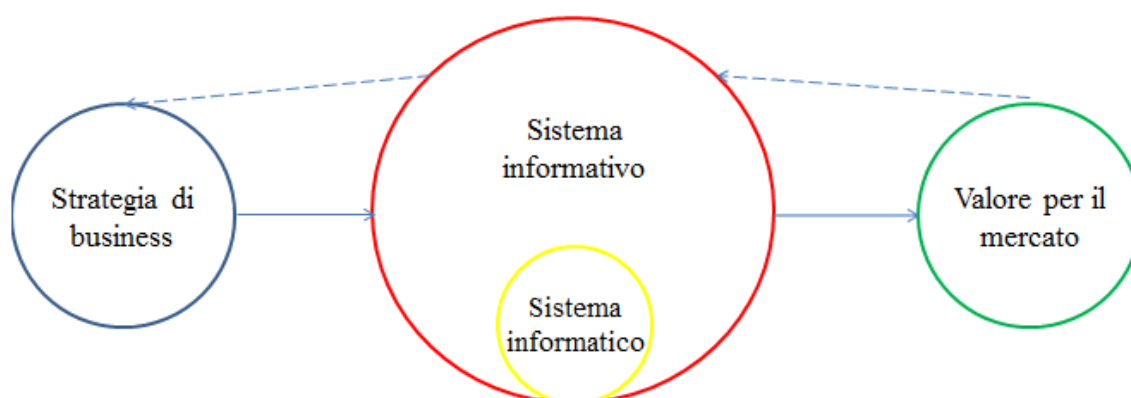 Strategia di
business
Sistema
informativo
Sistema
informatico
Valore per il
mercato